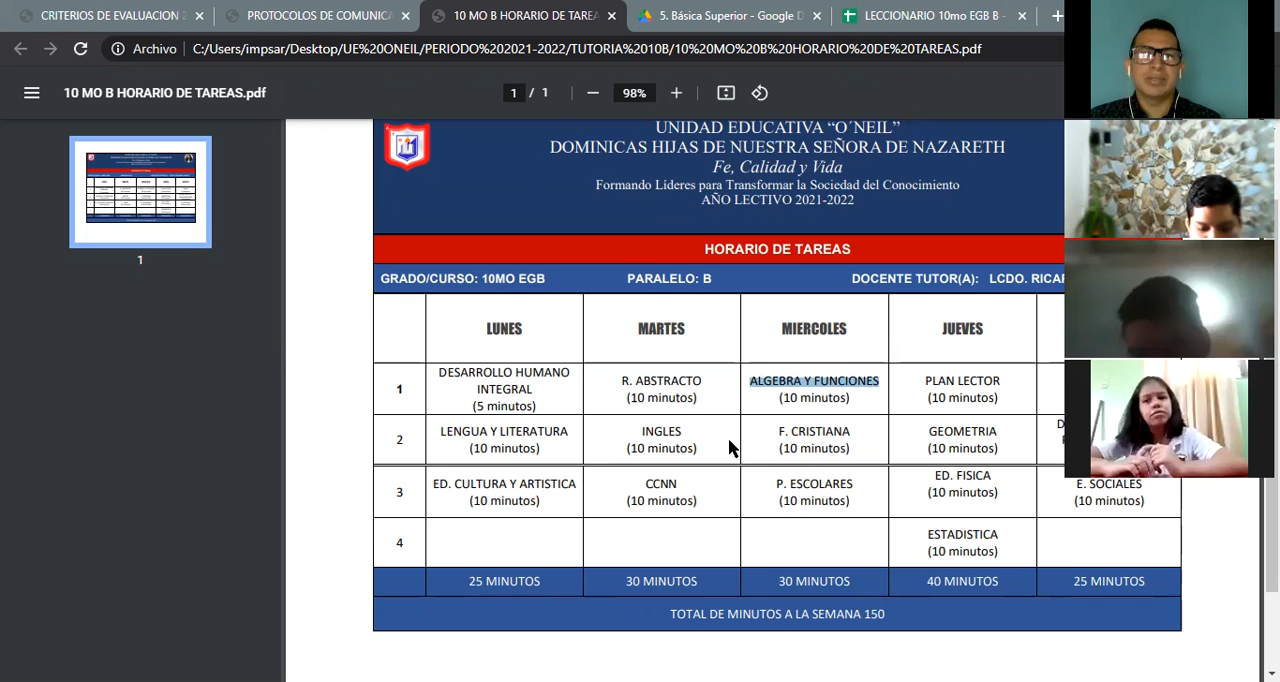 CRITERIOS DE EVALUACION 2
PROTOCOLOS DE COMUNICA
10 MO B HORARIO DE TAREA
5. Básica Superior - Google D
LECCIONARIO 10mo EGB B -
Archivo
C:/Users/impsar/Desktop/UE%20ONEIL/PERIODO%202021-2022/TUTORIA%2010B/10%20MO%20B%20HORARIO%20DE%20TAREAS.pdf
10 MO B HORARIO DE TAREAS.pdf
1 / 1
98%
1
UNIDAD EDUCATIVA “O´NEIL”
DOMINICAS HIJAS DE NUESTRA SEÑORA DE NAZARETH
Fe, Calidad y Vida
Formando Líderes para Transformar la Sociedad del Conocimiento
AÑO LECTIVO 2021-2022
HORARIO DE TAREAS
GRADO/CURSO: 10MO EGB PARALELO: B DOCENTE TUTOR(A): LCDO. RICAR
LUNES MARTES MIERCOLES JUEVES
1
DESARROLLO HUMANO
INTEGRAL
(5 minutos)
R. ABSTRACTO
(10 minutos)
ALGEBRA Y FUNCIONES
(10 minutos)
PLAN LECTOR
(10 minutos)
2
LENGUA Y LITERATURA
(10 minutos)
INGLES
(10 minutos)
F. CRISTIANA
(10 minutos)
GEOMETRIA
(10 minutos)
3
ED. CULTURA Y ARTISTICA
(10 minutos)
CCNN
(10 minutos)
P. ESCOLARES
(10 minutos)
ED. FISICA
(10 minutos)
E. SOCIALES
(10 minutos)
4
ESTADISTICA
(10 minutos)
25 MINUTOS 30 MINUTOS 30 MINUTOS 40 MINUTOS 25 MINUTOS
TOTAL DE MINUTOS A LA SEMANA 150